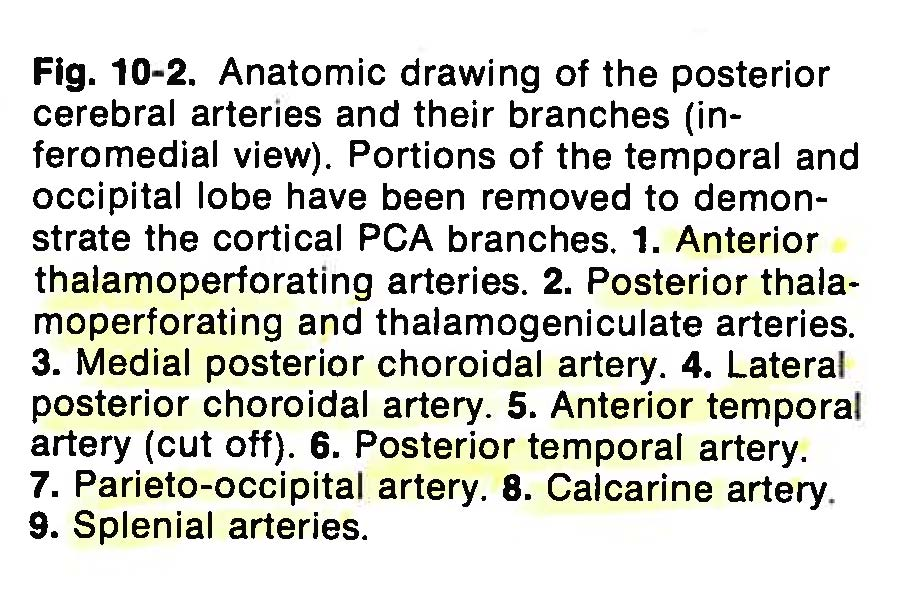 Fig. 10-2. Anatomic drawing of the posterior
cerebral arteries and their branches (in-
feromedial view). Portions of the temporal and
occipital lobe have been removed to demon-
strate the cortical PCA branches. 1. Anterior
thalamoperforating arteries. 2. Posterior thala-
moperforating and thalamogeniculate arteries.
3. Medial posterior choroidal artery. 4. Lateral
posterior choroidal artery. 5. Anterior temporal
artery (cut off). 6. Posterior temporal artery.
7. Parieto-occipital artery. 8. Calcarine artery.
9. Splenial arteries.